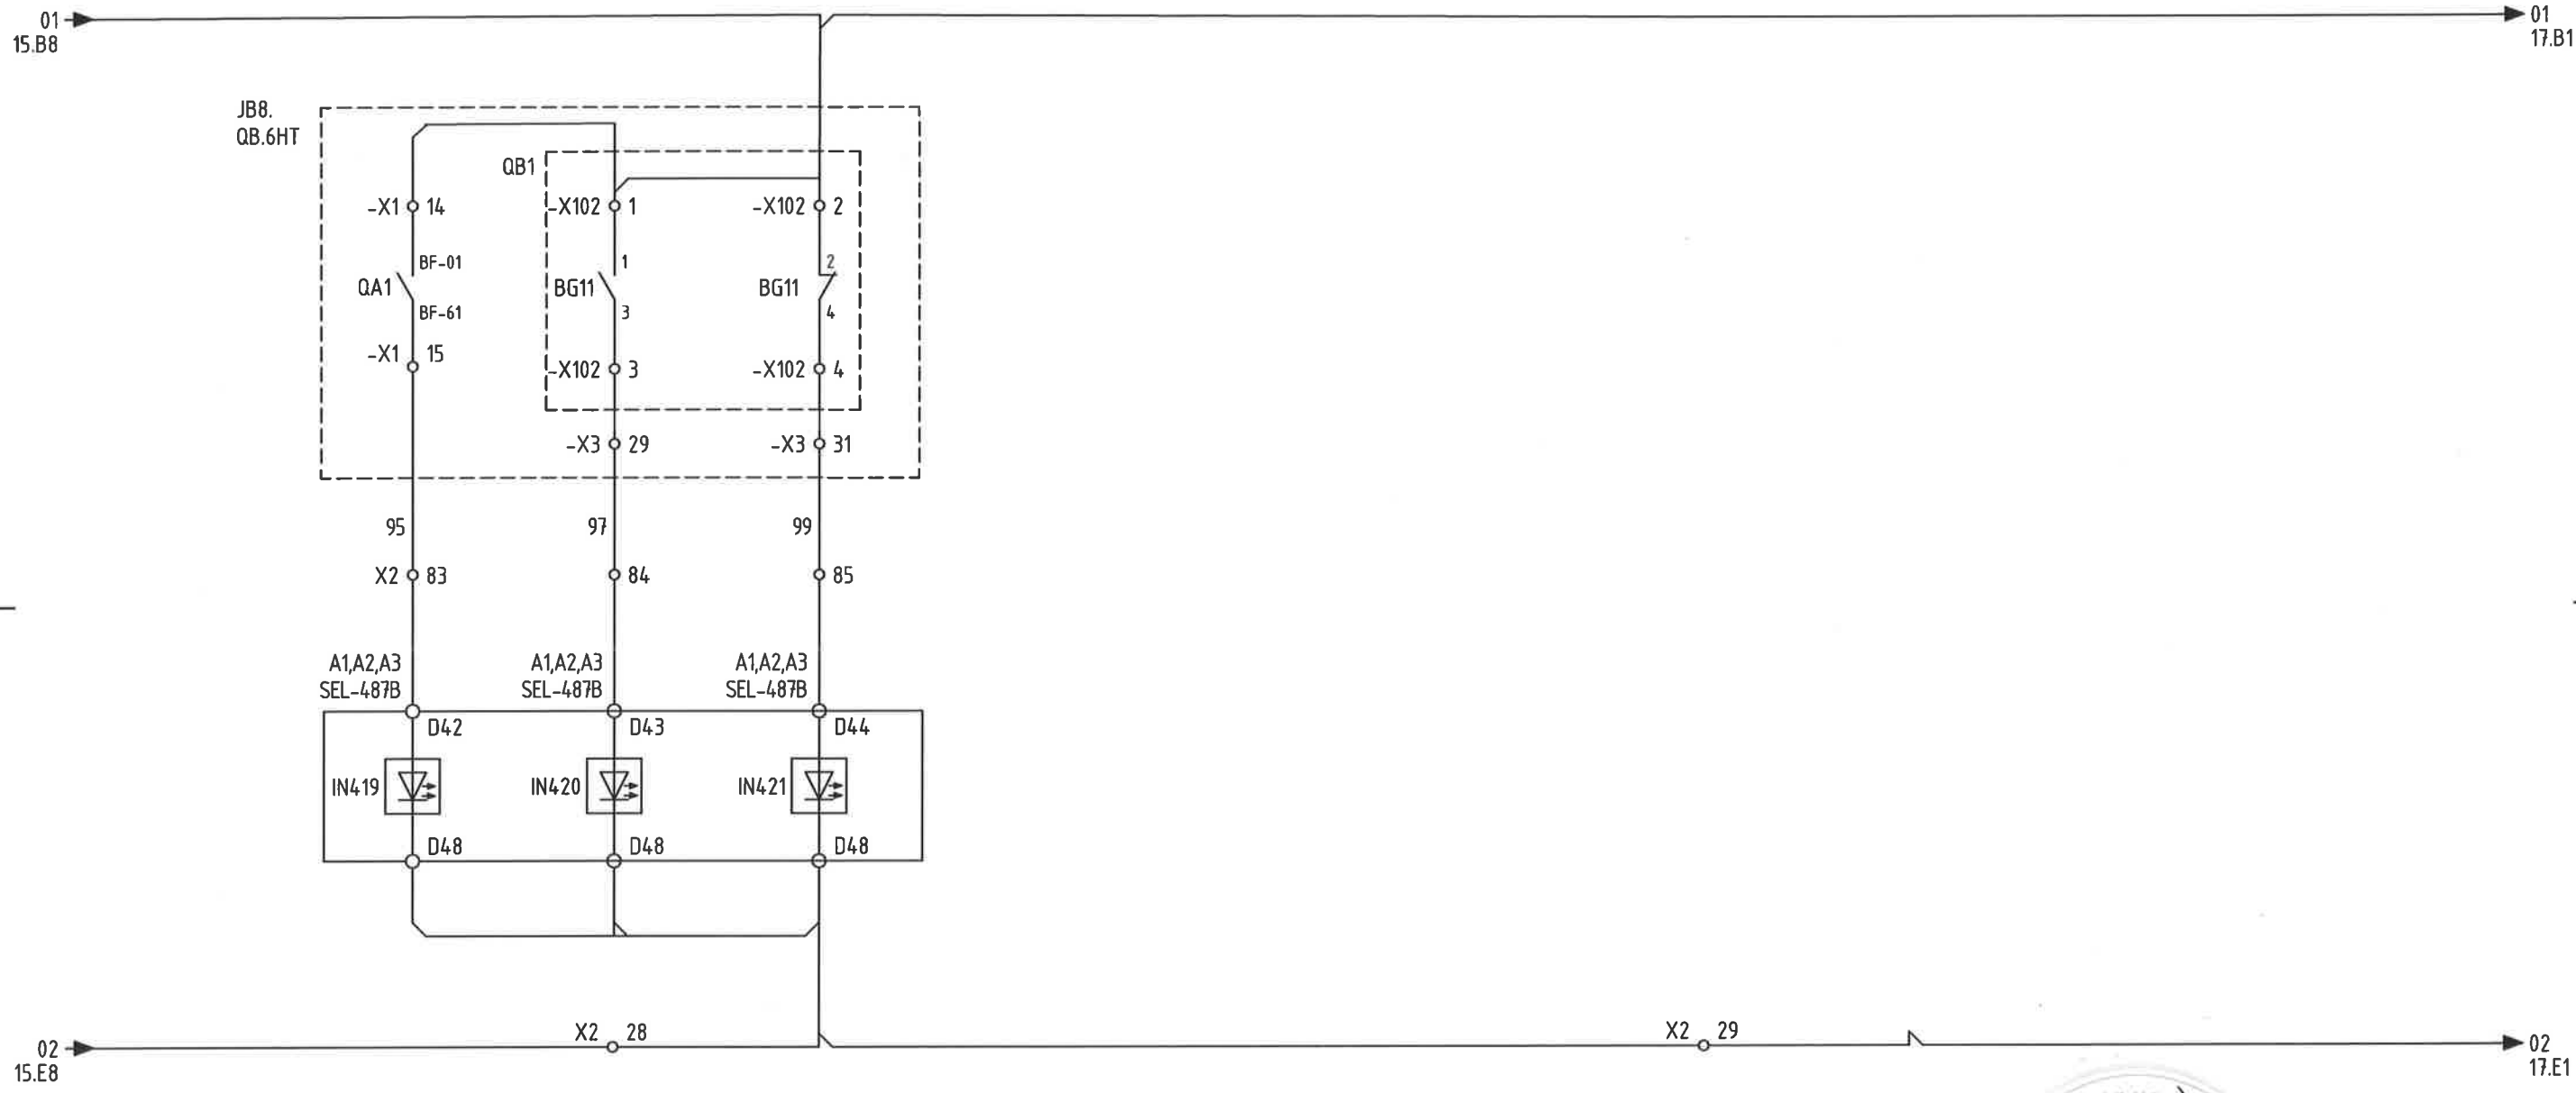 01
15.B8
01
17.B1
JB8.
QB.6HT
QB1
-X1 14
-X102 1
-X102 2
BF-01
1
2
QA1
BG11
BG11
BF-61
3
4
-X1 15
-X102 3
-X102 4
-X3 29
-X3 31
95
97
99
X2 83
84
85
A1,A2,A3
SEL-487B
A1,A2,A3
SEL-487B
A1,A2,A3
SEL-487B
D42
D43
D44
IN419
IN420
IN421
D48
D48
D48
X2 28
X2 29
02
15.E8
02
17.E1